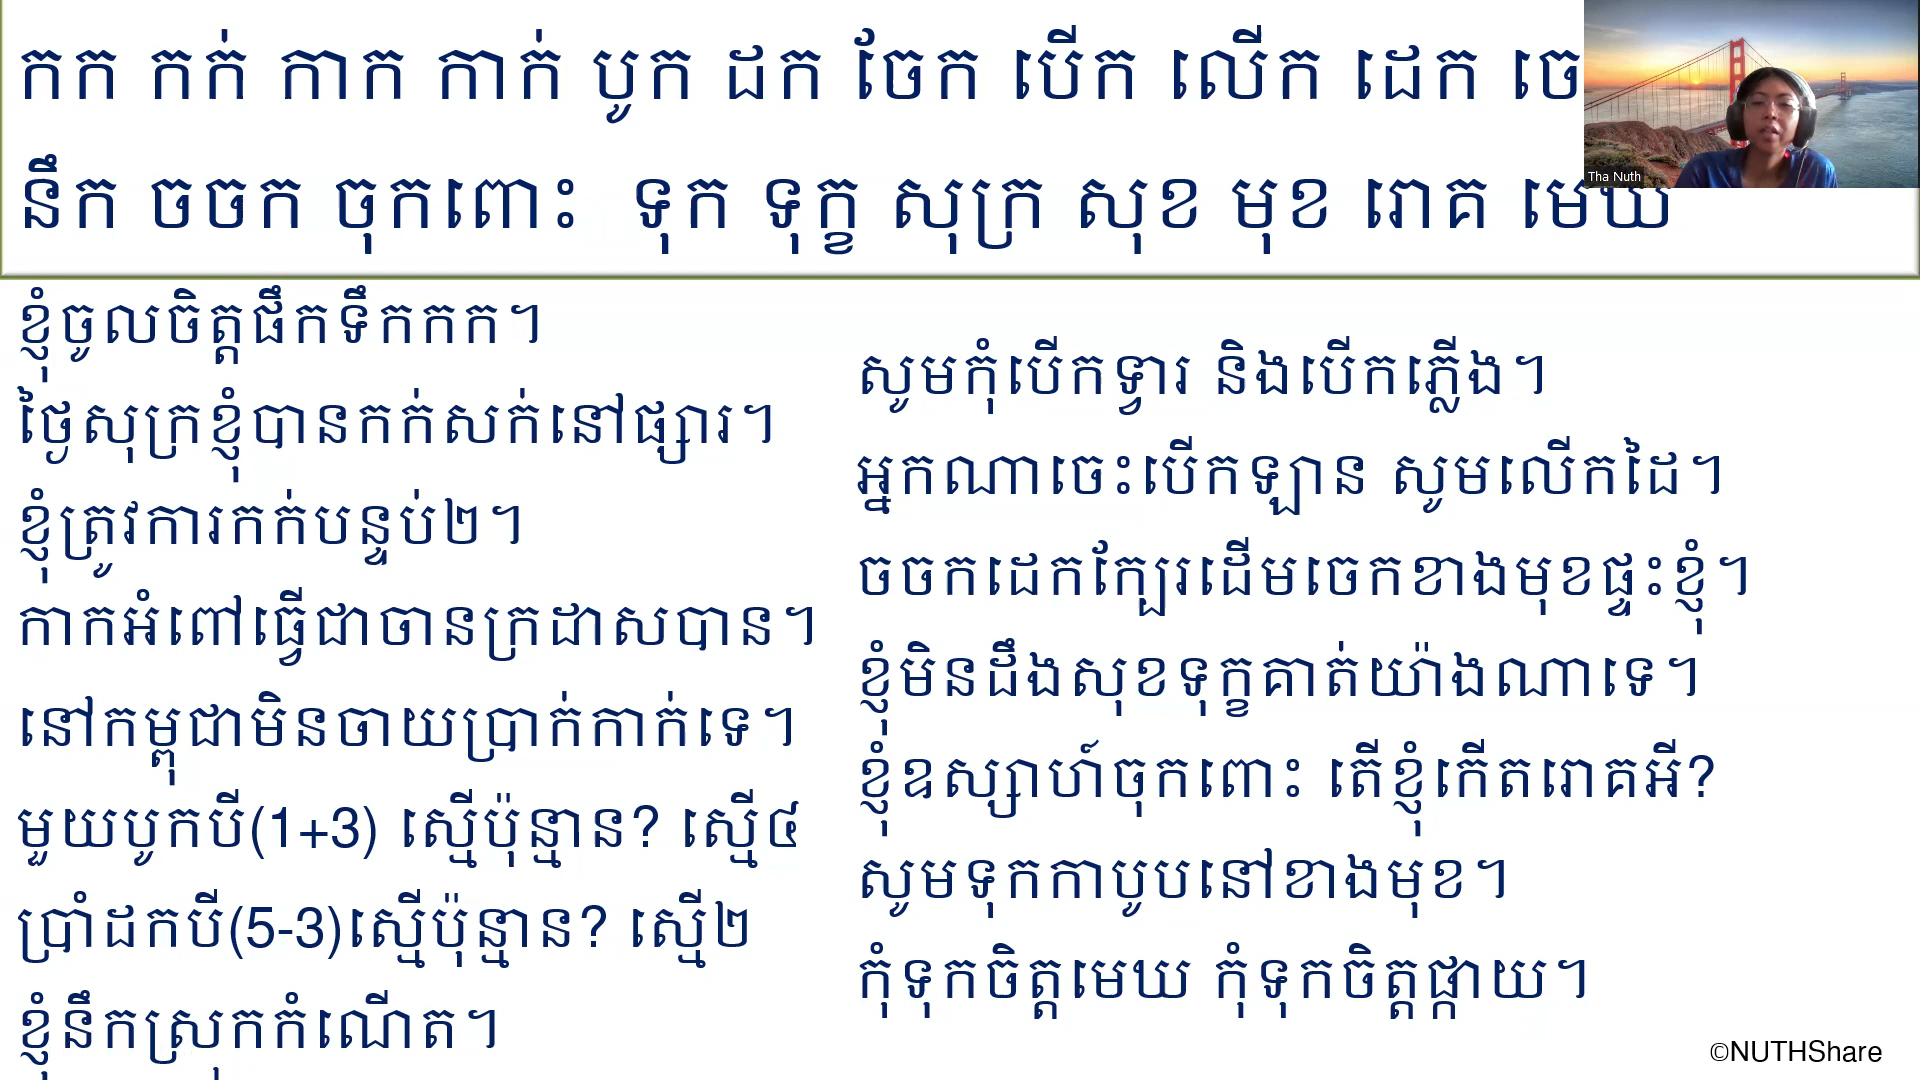 កក កក់ កាក កាក់ បូក ដក ចែក បើក លើក ដេក
Tha Nuth
នឹក ចចក ចុកពោះ ទុក ទុក្ខ សុក្រ សុខ មុខ រោគ មេឃ
ខ្ញុំចូលចិត្តផឹកទឹកកក។
ថ្ងៃសុក្រខ្ញុំបានកក់សក់នៅផ្សារ។
ខ្ញុំត្រូវការកក់បន្ទប់២។
កាកអំពៅធ្វើជាចានក្រដាសបាន។
នៅកម្ពុជាមិនចាយប្រាក់កាក់ទេ។
មួយបូកបី(1+3) ស្មើប៉ុន្មាន? ស្មើ៤
ប្រាំដកបី(5-3)ស្មើប៉ុន្មាន? ស្មើ២
ខ្ញុំនឹកស្រុកកំណើត។
សូមកុំបើកទ្វារ និងបើកភ្លើង។
អ្នកណាចេះបើកឡាន សូមលើកដៃ។
ចចកដេកក្បែរដើមចេកខាងមុខផ្ទះខ្ញុំ។
ខ្ញុំមិនដឹងសុខទុក្ខគាត់យ៉ាងណាទេ។
ខ្ញុំឧស្សាហ៍ចុកពោះ តើខ្ញុំកើតរោគអី?
សូមទុកកាបូបនៅខាងមុខ។
កុំទុកចិត្តមេឃ កុំទុកចិត្តផ្កាយ។
©NUTHShare